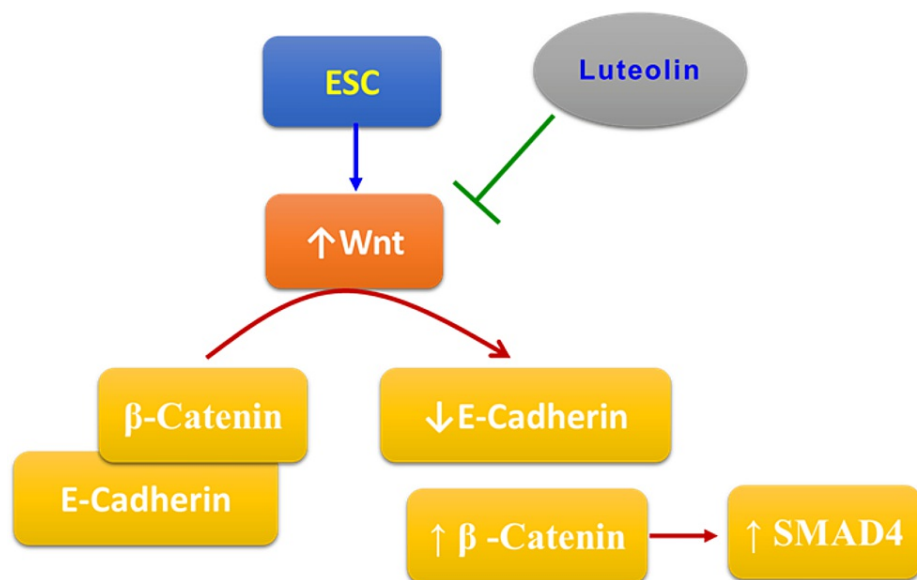 ESC
Luteolin
↑Wnt
β-Catenin
↓E-Cadherin
E-Cadherin
↑ β -Catenin
↑ SMAD4